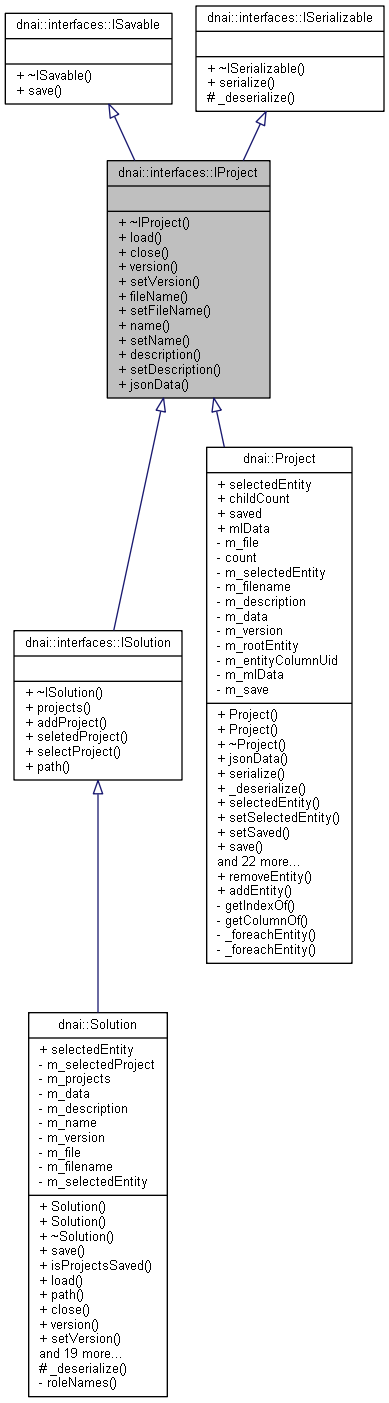 dnai::interfaces::ISavable
+ ~ISavable()
+ save()
dnai::interfaces::ISerializable
+ ~ISerializable()
+ serialize()
# _deserialize()
dnai::interfaces::IProject
+ ~IProject()
+ load()
+ close()
+ version()
+ setVersion()
+ fileName()
+ setFileName()
+ name()
+ setName()
+ description()
+ setDescription()
+ jsonData()
dnai::Project
+ selectedEntity
+ childCount
+ saved
+ mlData
- m_file
- count
- m_selectedEntity
- m_filename
- m_description
- m_data
- m_version
- m_rootEntity
- m_entityColumnUid
- m_mlData
- m_save
+ Project()
+ Project()
+ ~Project()
+ jsonData()
+ serialize()
+ _deserialize()
+ selectedEntity()
+ setSelectedEntity()
+ setSaved()
+ save()
and 22 more...
+ removeEntity()
+ addEntity()
- getIndexOf()
- getColumnOf()
- _foreachEntity()
- _foreachEntity()
dnai::interfaces::ISolution
+ ~ISolution()
+ projects()
+ addProject()
+ seletedProject()
+ selectProject()
+ path()
dnai::Solution
+ selectedEntity
- m_selectedProject
- m_projects
- m_data
- m_description
- m_name
- m_version
- m_file
- m_filename
- m_selectedEntity
+ Solution()
+ Solution()
+ ~Solution()
+ save()
+ isProjectsSaved()
+ load()
+ path()
+ close()
+ version()
+ setVersion()
and 19 more...
# _deserialize()
- roleNames()